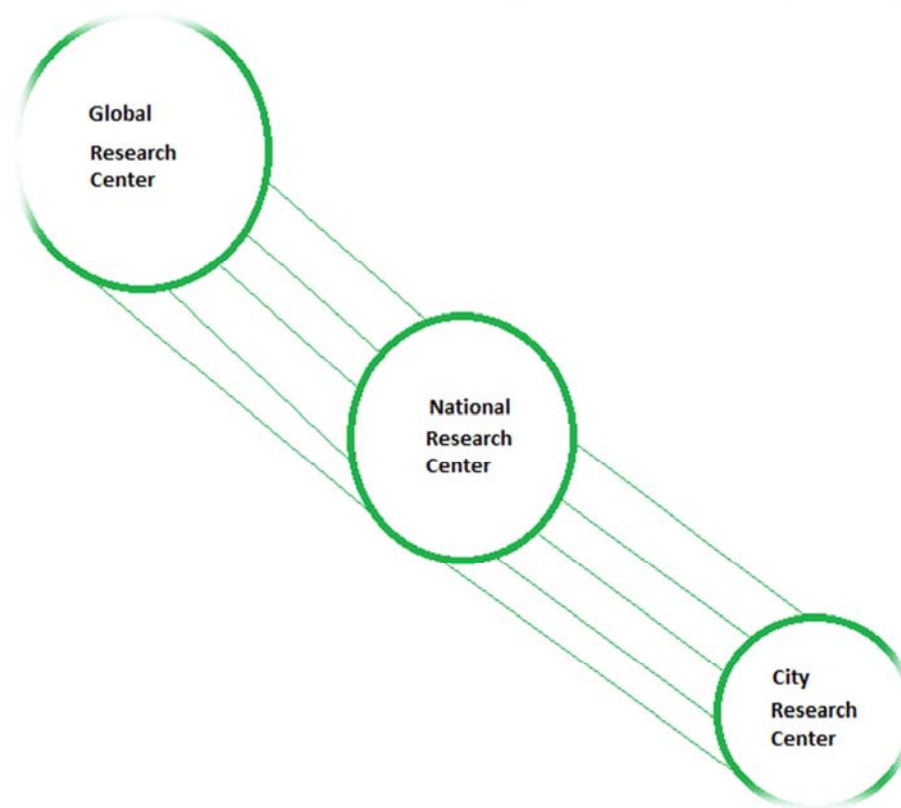 Global
Research
Center
National
Research
Center
City
Research
Center